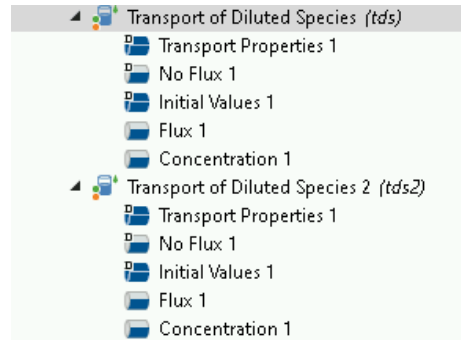 Transport of Diluted Species (tds)
D Transport Properties 1
D No Flux 1
D Initial Values 1
Flux 1
Concentration 1
Transport of Diluted Species 2 (tds2)
D Transport Properties 1
D No Flux 1
D Initial Values 1
Flux 1
Concentration 1